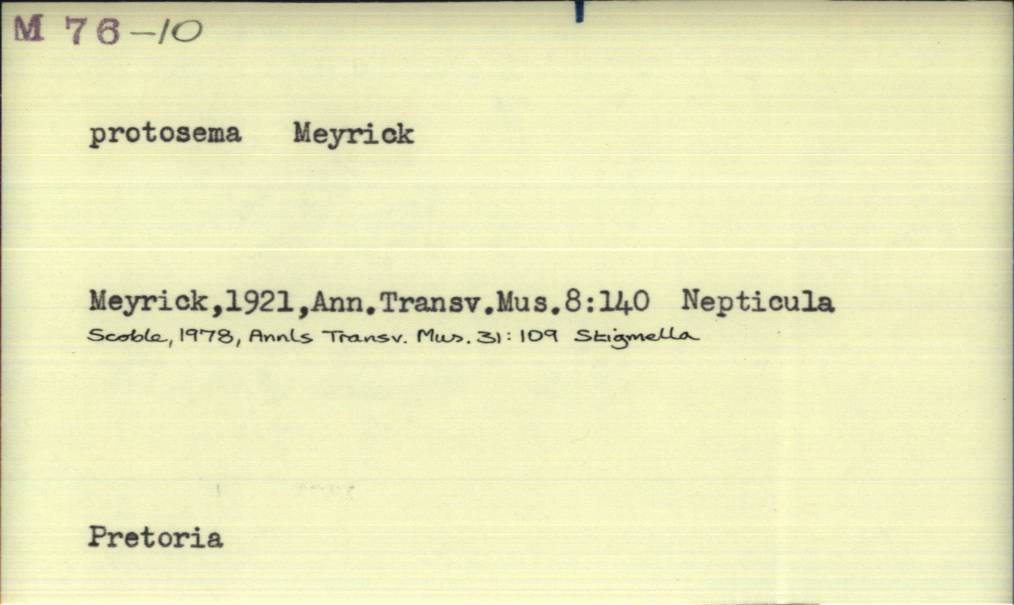 M 76-10
protosema Meyrick
Meyrick,1921,Ann.Transv.Mus.8:140 Nepticula
Scoble, 1978, Annls Transv. Mus. 31: 109 Stigmella
Pretoria